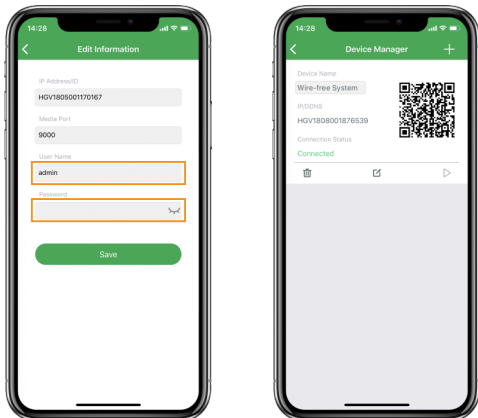 14:28
Edit Information
IP Address/ID
HGV1805001170167
Media Port
9000
User Name
admin
Password
Save
14:28
Device Manager
Device Name
Wire-free System
IP/DDNS
HGV1808001876539
Connection Status
Connected